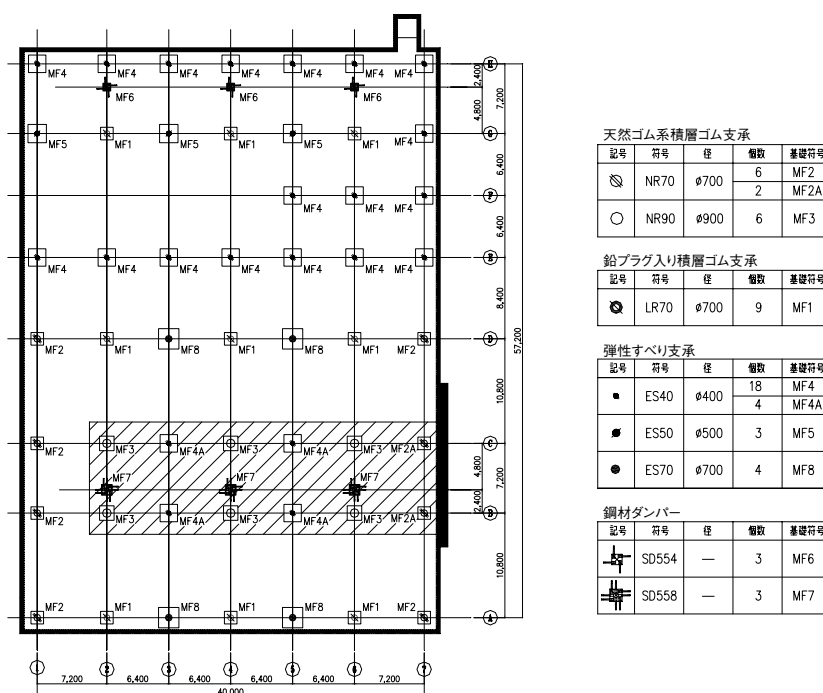 MF4 MF4 MF4 MF4 MF4 MF4 MF4
MF6 MF6 MF6
MF5 MF1 MF5 MF1 MF5 MF1 MF4
MF4 MF4 MF4
MF4 MF4 MF4 MF4 MF4 MF4 MF4
MF2 MF1 MF8 MF1 MF8 MF1 MF2
MF2 MF3 MF4A MF3 MF4A MF3 MF2A
MF7 MF7 MF7
MF2 MF3 MF4A MF3 MF4A MF3 MF2A
MF2 MF1 MF8 MF1 MF8 MF1 MF2
2,400
4,800
7,200
6,400
6,400
8,400
10,800
4,800
2,400
7,200
10,800
57,200
D
C
A
1 2 3 4 5 6 7
7,200 6,400 6,400 6,400 6,400 7,200
40,000
天然ゴム系積層ゴム支承
記号 符号 径 個数 基礎符号
NR70 ø700 6 MF2
2 MF2A
NR90 ø900 6 MF3
鉛プラグ入り積層ゴム支承
記号 符号 径 個数 基礎符号
LR70 ø700 9 MF1
弾性すべり支承
記号 符号 径 個数 基礎符号
ES40 ø400 18 MF4
4 MF4A
ES50 ø500 3 MF5
ES70 ø700 4 MF8
鋼材ダンパー
記号 符号 径 個数 基礎符号
SD554 — 3 MF6
SD558 — 3 MF7